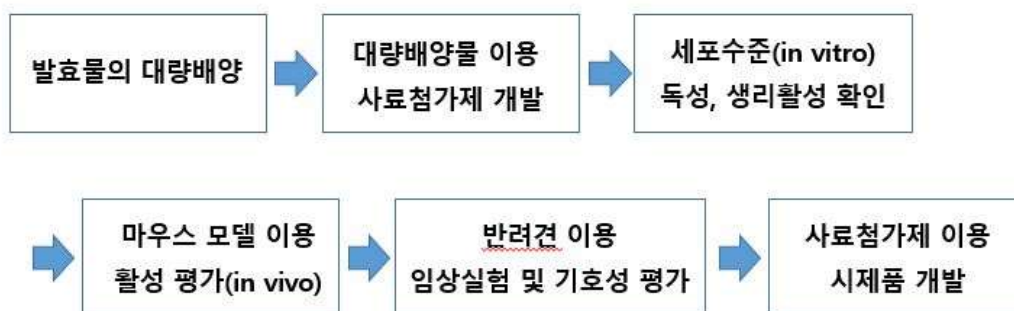 발효물의 대량배양
대량배양물 이용
사료첨가제 개발
세포수준(in vitro)
독성, 생리활성 확인
마우스 모델 이용
활성 평가(in vivo)
반려견 이용
임상실험 및 기호성 평가
사료첨가제 이용
시제품 개발